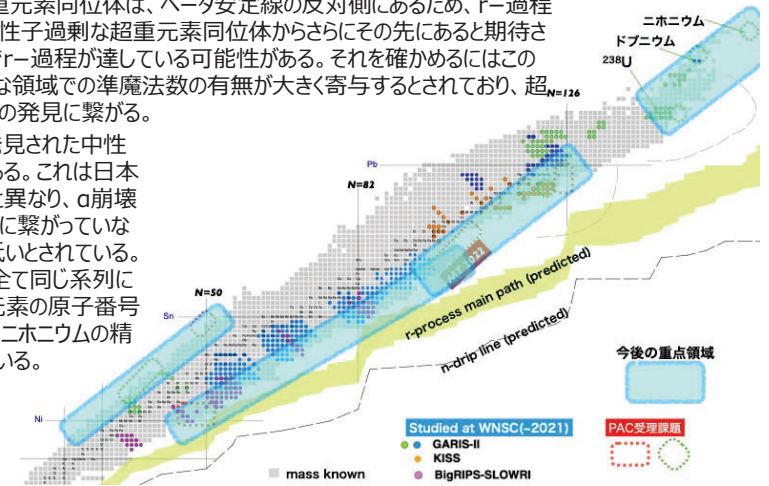 重元素同位体は、ベータ安定線の反対側にあるため、r－過程
性子過剰な超重元素同位体からさらにその先にあると期待さ
r－過程が達している可能性がある。それを確かめるにはこの
な領域での準魔法数の有無が大きく寄与するとされており、超
の発見に繋がる。
発見された中性
ある。これは日本
と異なり、α崩壊
に繋がっていな
低いとされている。
全て同じ系列に
元素の原子番号
ニホニウムの精
いる。
ニホニウム
ドブニウム
238U
N=126
Pb
N=82
N=50
Sn
Ni
2022
r-process main path (predicted)
n-drip line (predicted)
今後の重点領域
Studied at WNSC(~2021)
GARIS-II
KISS
BigRIPS-SLOWRI
PAC受理課題
mass known